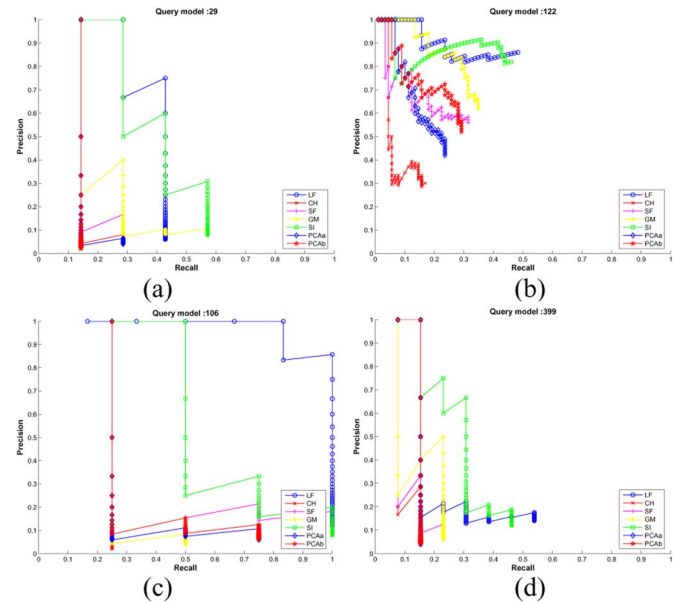 Query model :29
Precision
1
0.9
0.8
0.7
0.6
0.5
0.4
0.3
0.2
0.1
0
0 0.1 0.2 0.3 0.4 0.5 0.6 0.7 0.8 0.9 1
Recall
LF
CH
SF
GM
SI
PCAa
PCAb
(a)
Query model :122
Precision
1
0.9
0.8
0.7
0.6
0.5
0.4
0.3
0.2
0.1
0
0 0.1 0.2 0.3 0.4 0.5 0.6 0.7 0.8 0.9 1
Recall
LF
CH
SF
GM
SI
PCAa
PCAb
(b)
Query model :106
Precision
1
0.9
0.8
0.7
0.6
0.5
0.4
0.3
0.2
0.1
0
0 0.1 0.2 0.3 0.4 0.5 0.6 0.7 0.8 0.9 1
Recall
LF
CH
SF
GM
SI
PCAa
PCAb
(c)
Query model :399
Precision
1
0.9
0.8
0.7
0.6
0.5
0.4
0.3
0.2
0.1
0
0 0.1 0.2 0.3 0.4 0.5 0.6 0.7 0.8 0.9 1
Recall
LF
CH
SF
GM
SI
PCAa
PCAb
(d)